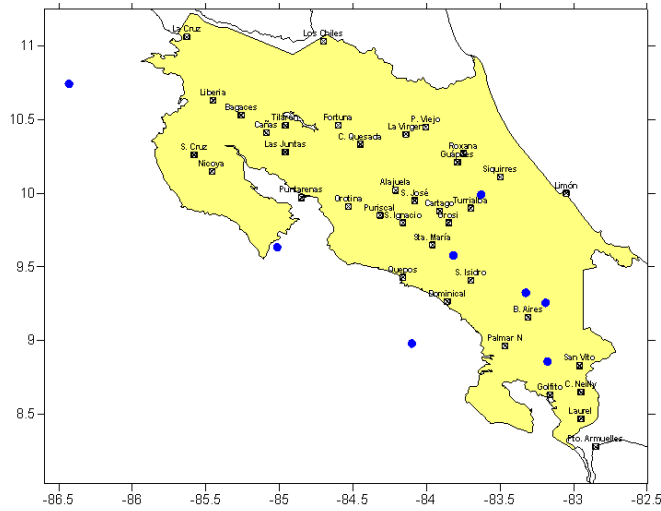 La Cruz
Los Chiles
11
Liberia
Bagaces
10.5
Tilarán
Fortuna
P. Viejo
Cañas
La Virgen
C. Quesada
Las Juntas
Roxana
S. Cruz
Guápiles
Nicoya
Siquirres
Alajuela
Limón
10
Puntarenas
S. José
Orotina
Cartago
Turrialba
Puriscal
S. Ignacio
Orosi
Sta. María
9.5
Quepos
S. Isidro
Dominical
B. Aires
9
Palmar N
San Vito
Golfito
C. Neilly
8.5
Laurel
Pto. Armuelles
-86.5
-86
-85.5
-85
-84.5
-84
-83.5
-83
-82.5